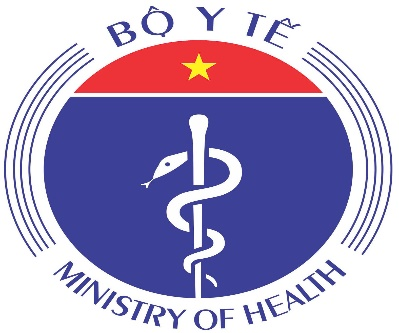 BỘ Y TẾ
MINISTRY OF HEALTH